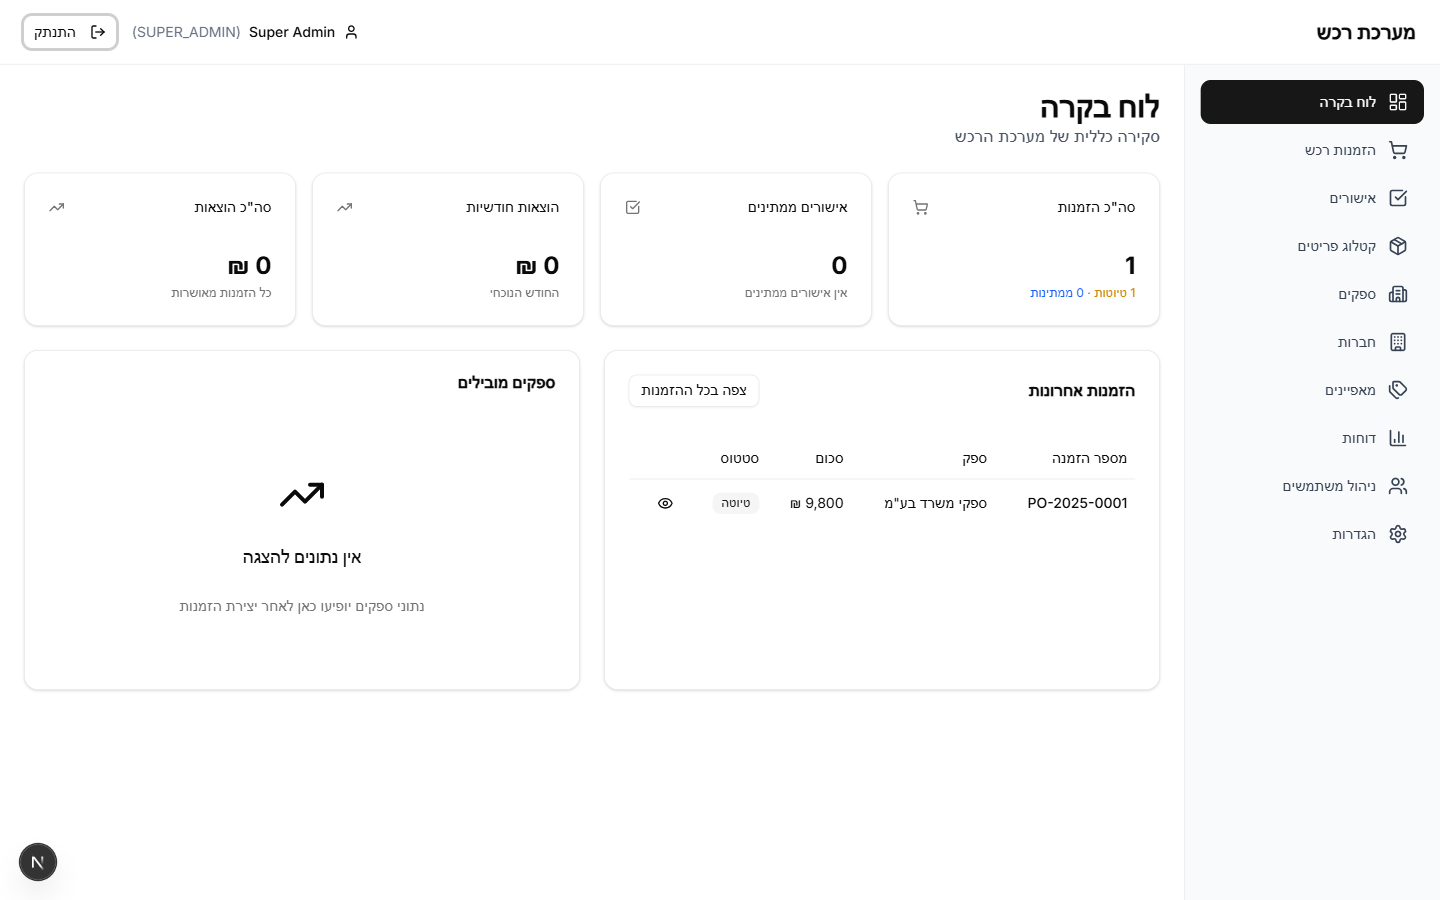 מערכת רכש
Super Admin (SUPER_ADMIN)
התנתק
לוח בקרה
הזמנות רכש
אישורים
קטלוג פריטים
ספקים
חברות
מאפיינים
דוחות
ניהול משתמשים
הגדרות
לוח בקרה
סקירה כללית של מערכת הרכש
סה"כ הזמנות
1
1 טיוטות · 0 ממתינות
אישורים ממתינים
0
אין אישורים ממתינים
הוצאות חודשיות
0 ₪
החודש הנוכחי
סה"כ הוצאות
0 ₪
כל הזמנות מאושרות
הזמנות אחרונות
צפה בכל ההזמנות
מספר הזמנה ספק סכום סטטוס
PO-2025-0001 ספקי משרד בע"מ 9,800 ₪ טיוטה
ספקים מובילים
אין נתונים להצגה
נתוני ספקים יופיעו כאן לאחר יצירת הזמנות
N